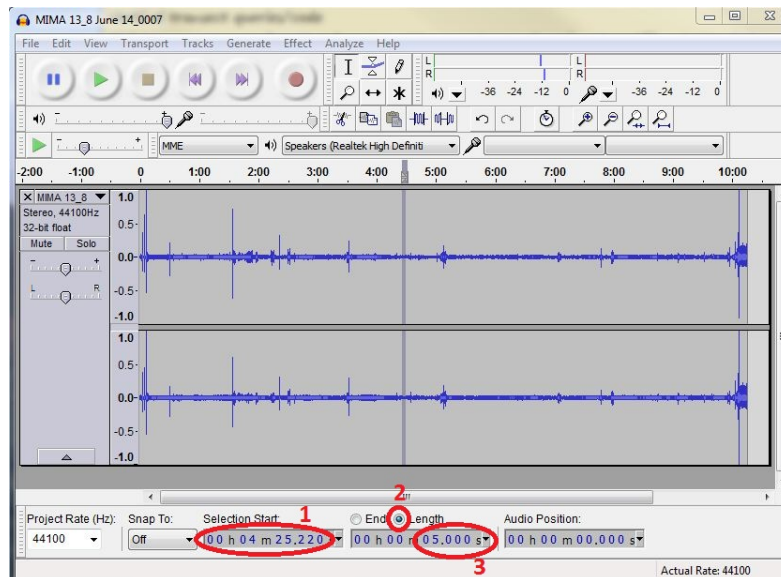 MIMA 13_8 June 14_0007
File Edit View Transport Tracks Generate Effect Analyze Help
L
R
-36 -24 -12 0
L
R
-36 -24 -12 0
MME
Speakers (Realtek High Definiti
-2:00 -1:00 0 1:00 2:00 3:00 4:00 5:00 6:00 7:00 8:00 9:00 10:00
X MIMA 13_8
Stereo, 44100Hz
32-bit float
Mute Solo
- +
L R
1.0
0.5
0.0
-0.5
-1.0
1.0
0.5
0.0
-0.5
-1.0
Project Rate (Hz): Snap To: Selection Start: 1 End 2 Length Audio Position:
44100 Off 00 h 04 m 25,220 00 h 00 m 05,000 s 00 h 00 m 00,000 s
3
Actual Rate: 44100